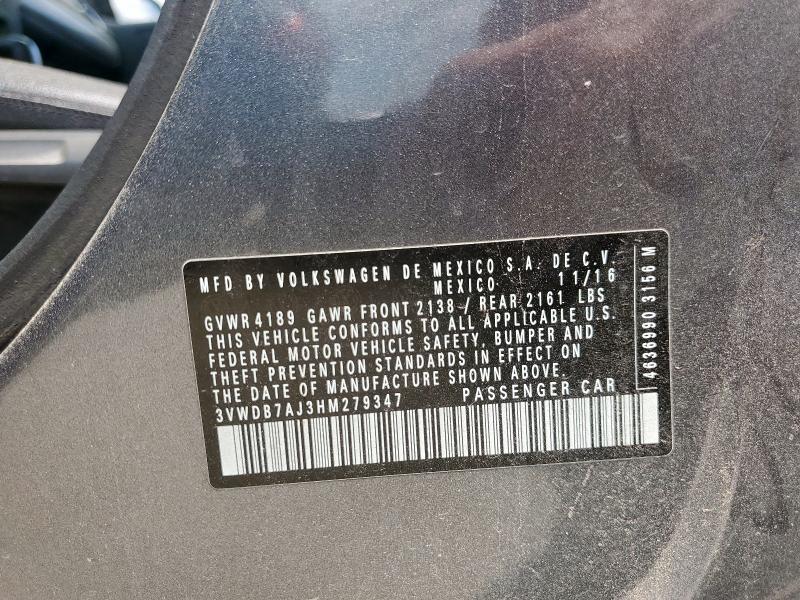 MFD BY VOLKSWAGEN DE MEXICO S.A. DE C.V
MEXICO 11/16
GVWR 4189 GAWR FRONT 2138 / REAR 2161 LBS
THIS VEHICLE CONFORMS TO ALL APPLICABLE U.S.
FEDERAL MOTOR VEHICLE SAFETY, BUMPER AND
THEFT PREVENTION STANDARDS IN EFFECT ON
THE DATE OF MANUFACTURE SHOWN ABOVE.
3VWDB7AJ3HM279347 PASSENGER CAR
4636990 3156 M